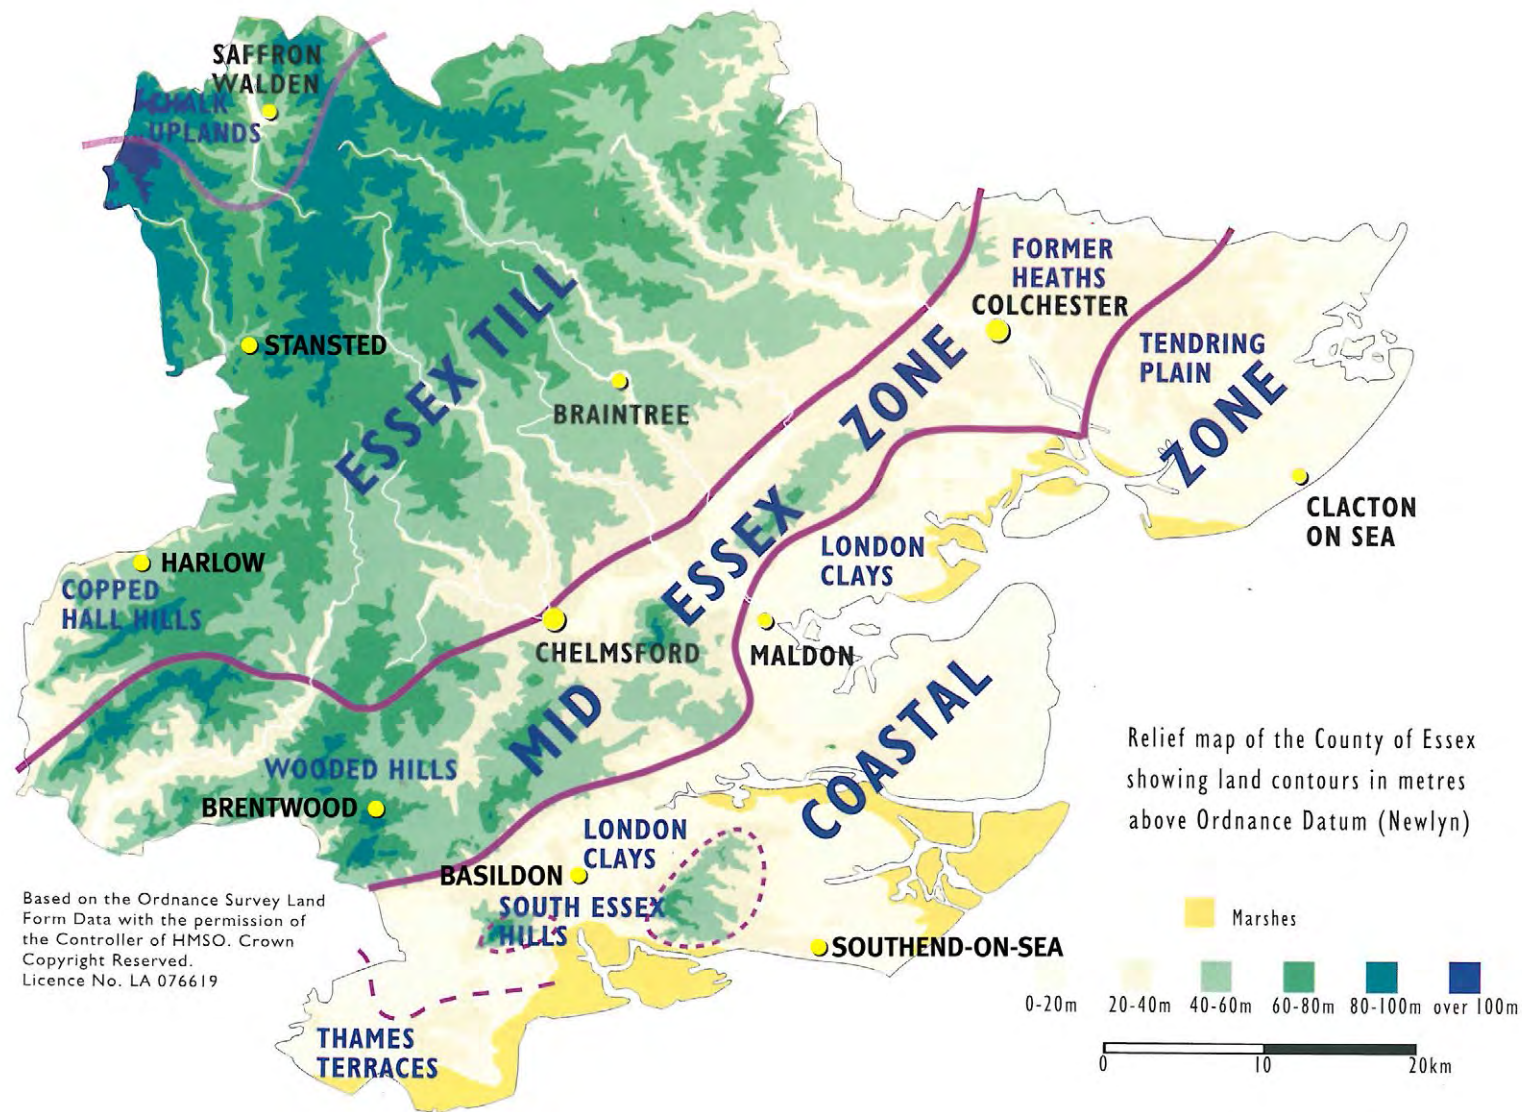 SAFFRON
WALDEN
CHALK
UPLANDS
STANSTED
ESSEX TILL
BRAINTREE
FORMER
HEATHS
COLCHESTER
TENDRING
PLAIN
ZONE
CLACTON
ON SEA
MID ESSEX ZONE
HARLOW
COPPED
HALL HILLS
LONDON
CLAYS
CHELMSFORD
MALDON
COASTAL
WOODED HILLS
BRENTWOOD
LONDON
CLAYS
BASILDON
SOUTH ESSEX
HILLS
SOUTHEND-ON-SEA
THAMES
TERRACES
Based on the Ordnance Survey Land
Form Data with the permission of
the Controller of HMSO. Crown
Copyright Reserved.
Licence No. LA 076619
Relief map of the County of Essex
showing land contours in metres
above Ordnance Datum (Newlyn)
Marshes
0-20m 20-40m 40-60m 60-80m 80-100m over 100m
0 10 20km